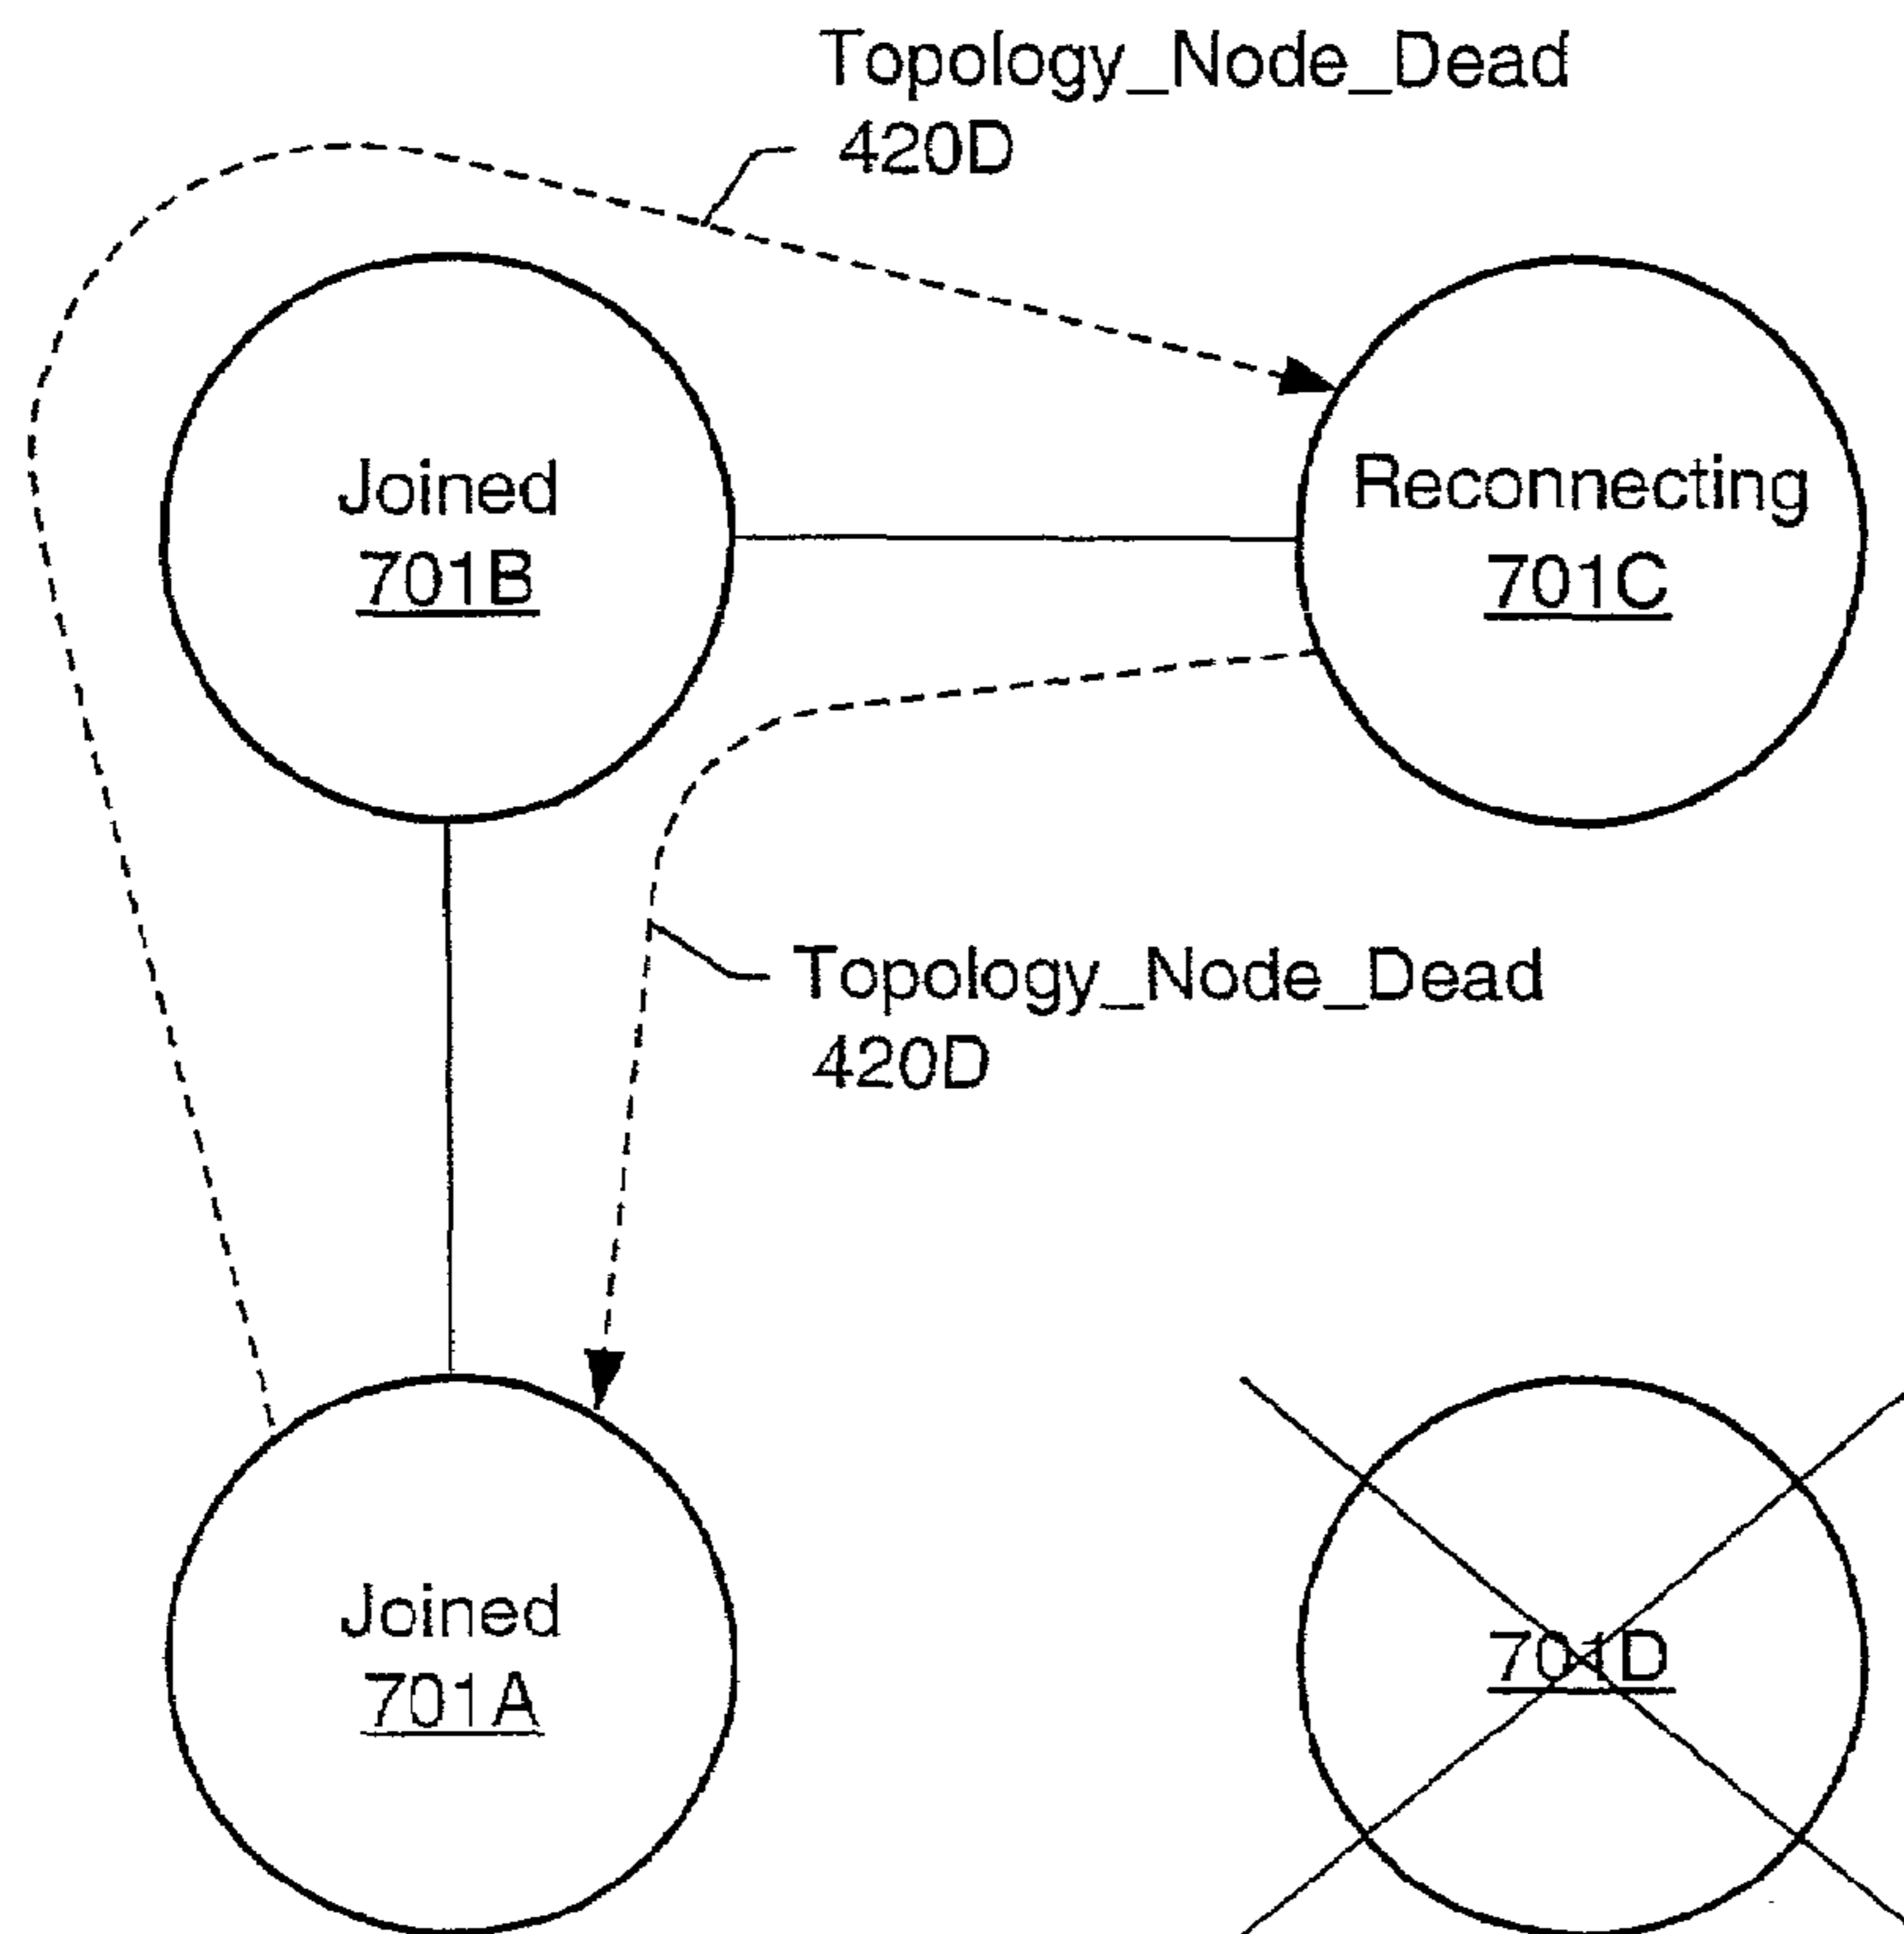 Topology_Node_Dead
420D
Joined
701B
Reconnecting
701C
Topology_Node_Dead
420D
Joined
701A
701D